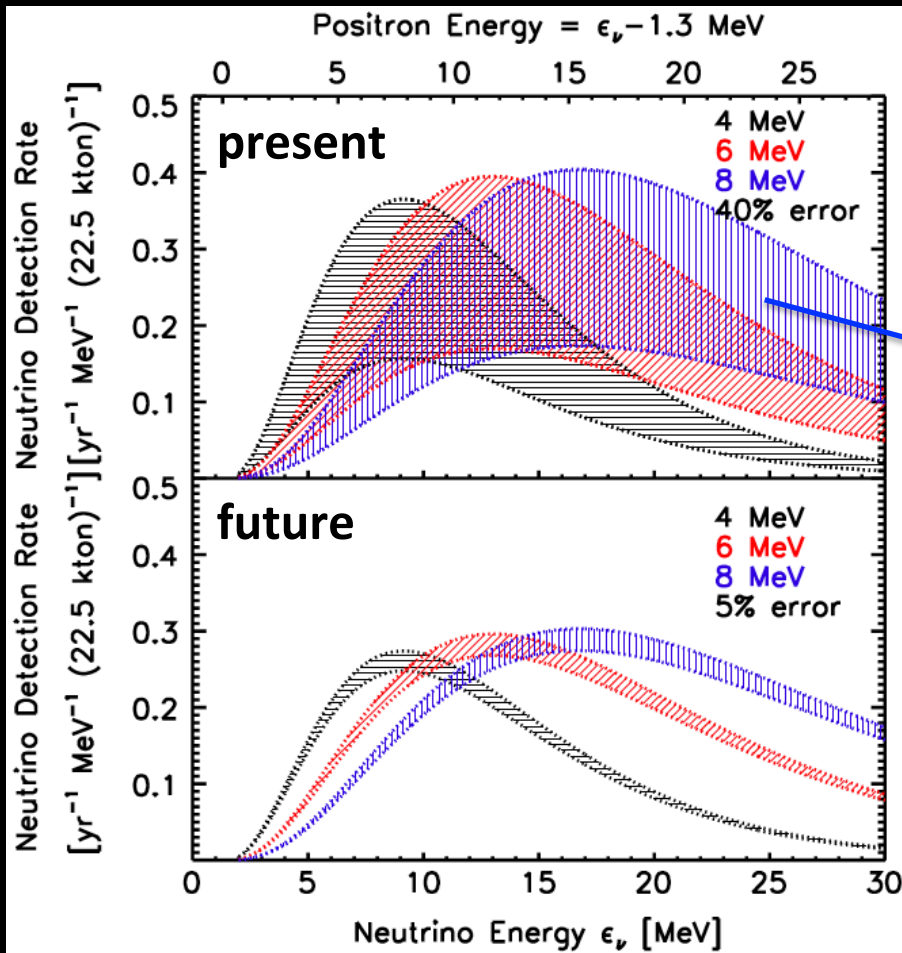 Positron Energy = ϵν−1.3 MeV
0 5 10 15 20 25
present
4 MeV
6 MeV
8 MeV
40% error
0.5
0.4
0.3
0.2
0.1
Neutrino Detection Rate
[yr⁻¹ MeV⁻¹ (22.5 kton)⁻¹]
future
4 MeV
6 MeV
8 MeV
5% error
0.5
0.4
0.3
0.2
0.1
Neutrino Detection Rate
[yr⁻¹ MeV⁻¹ (22.5 kton)⁻¹]
0 5 10 15 20 25 30
Neutrino Energy ϵν [MeV]